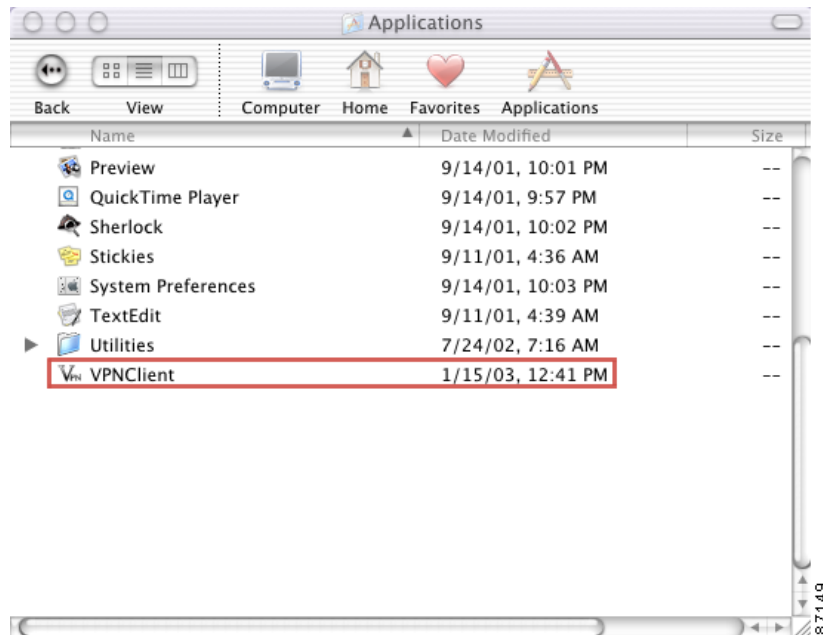 Applications
Back View Computer Home Favorites Applications
Name Date Modified Size
Preview 9/14/01, 10:01 PM --
QuickTime Player 9/14/01, 9:57 PM --
Sherlock 9/14/01, 10:02 PM --
Stickies 9/11/01, 4:36 AM --
System Preferences 9/14/01, 10:03 PM --
TextEdit 9/11/01, 4:39 AM --
Utilities 7/24/02, 7:16 AM --
VPN VPNClient 1/15/03, 12:41 PM --
87149